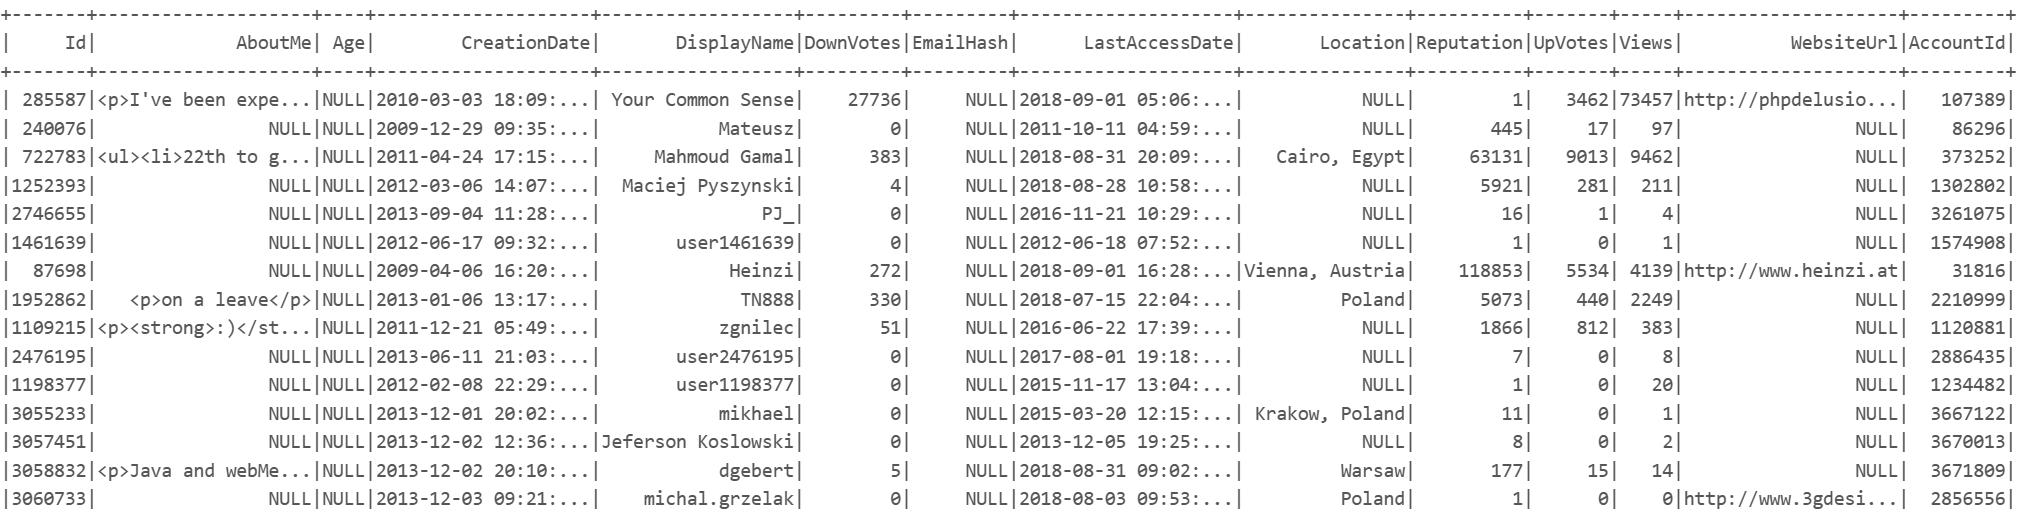 +-------+--------------------+----+--------------------+------------------+---------+---------+--------------------+---------------+----------+-------+-----+--------------------+---------+
|     Id|             AboutMe| Age|        CreationDate|       DisplayName|DownVotes|EmailHash|      LastAccessDate|       Location|Reputation|UpVotes|Views|          WebsiteUrl|AccountId|
+-------+--------------------+----+--------------------+------------------+---------+---------+--------------------+---------------+----------+-------+-----+--------------------+---------+
| 285587|<p>I've been expe...|NULL|2010-03-03 18:09:...| Your Common Sense|    27736|     NULL|2018-09-01 05:06:...|           NULL|         1|   3462|73457|http://phpdelusio...|   107389|
| 240076|                NULL|NULL|2009-12-29 09:35:...|           Mateusz|        0|     NULL|2011-10-11 04:59:...|           NULL|       445|     17|   97|                NULL|    86296|
| 722783|<ul><li>22th to g...|NULL|2011-04-24 17:15:...|     Mahmoud Gamal|      383|     NULL|2018-08-31 20:09:...|   Cairo, Egypt|     63131|   9013| 9462|                NULL|   373252|
|1252393|                NULL|NULL|2012-03-06 14:07:...|  Maciej Pyszynski|        4|     NULL|2018-08-28 10:58:...|           NULL|      5921|    281|  211|                NULL|  1302802|
|2746655|                NULL|NULL|2013-09-04 11:28:...|               PJ_|        0|     NULL|2016-11-21 10:29:...|           NULL|        16|      1|    4|                NULL|  3261075|
|1461639|                NULL|NULL|2012-06-17 09:32:...|       user1461639|        0|     NULL|2012-06-18 07:52:...|           NULL|         1|      0|    1|                NULL|  1574908|
|  87698|                NULL|NULL|2009-04-06 16:20:...|            Heinzi|      272|     NULL|2018-09-01 16:28:...|Vienna, Austria|    118853|   5534| 4139|http://www.heinzi.at|    31816|
|1952862|   <p>on a leave</p>|NULL|2013-01-06 13:17:...|             TN888|      330|     NULL|2018-07-15 22:04:...|         Poland|      5073|    440| 2249|                NULL|  2210999|
|1109215|<p><strong>:)</st...|NULL|2011-12-21 05:49:...|           zgnilec|       51|     NULL|2016-06-22 17:39:...|           NULL|      1866|    812|  383|                NULL|  1120881|
|2476195|                NULL|NULL|2013-06-11 21:03:...|       user2476195|        0|     NULL|2017-08-01 19:18:...|           NULL|         7|      0|    8|                NULL|  2886435|
|1198377|                NULL|NULL|2012-02-08 22:29:...|       user1198377|        0|     NULL|2015-11-17 13:04:...|           NULL|         1|      0|   20|                NULL|  1234482|
|3055233|                NULL|NULL|2013-12-01 20:02:...|           mikhael|        0|     NULL|2015-03-20 12:15:...| Krakow, Poland|        11|      0|    1|                NULL|  3667122|
|3057451|                NULL|NULL|2013-12-02 12:36:...|Jeferson Koslowski|        0|     NULL|2013-12-05 19:25:...|           NULL|         8|      0|    2|                NULL|  3670013|
|3058832|<p>Java and webMe...|NULL|2013-12-02 20:10:...|           dgebert|        5|     NULL|2018-08-31 09:02:...|         Warsaw|       177|     15|   14|                NULL|  3671809|
|3060733|                NULL|NULL|2013-12-03 09:21:...|    michal.grzelak|        0|     NULL|2018-08-03 09:53:...|         Poland|         1|      0|    0|http://www.3gdesi...|  2856556|